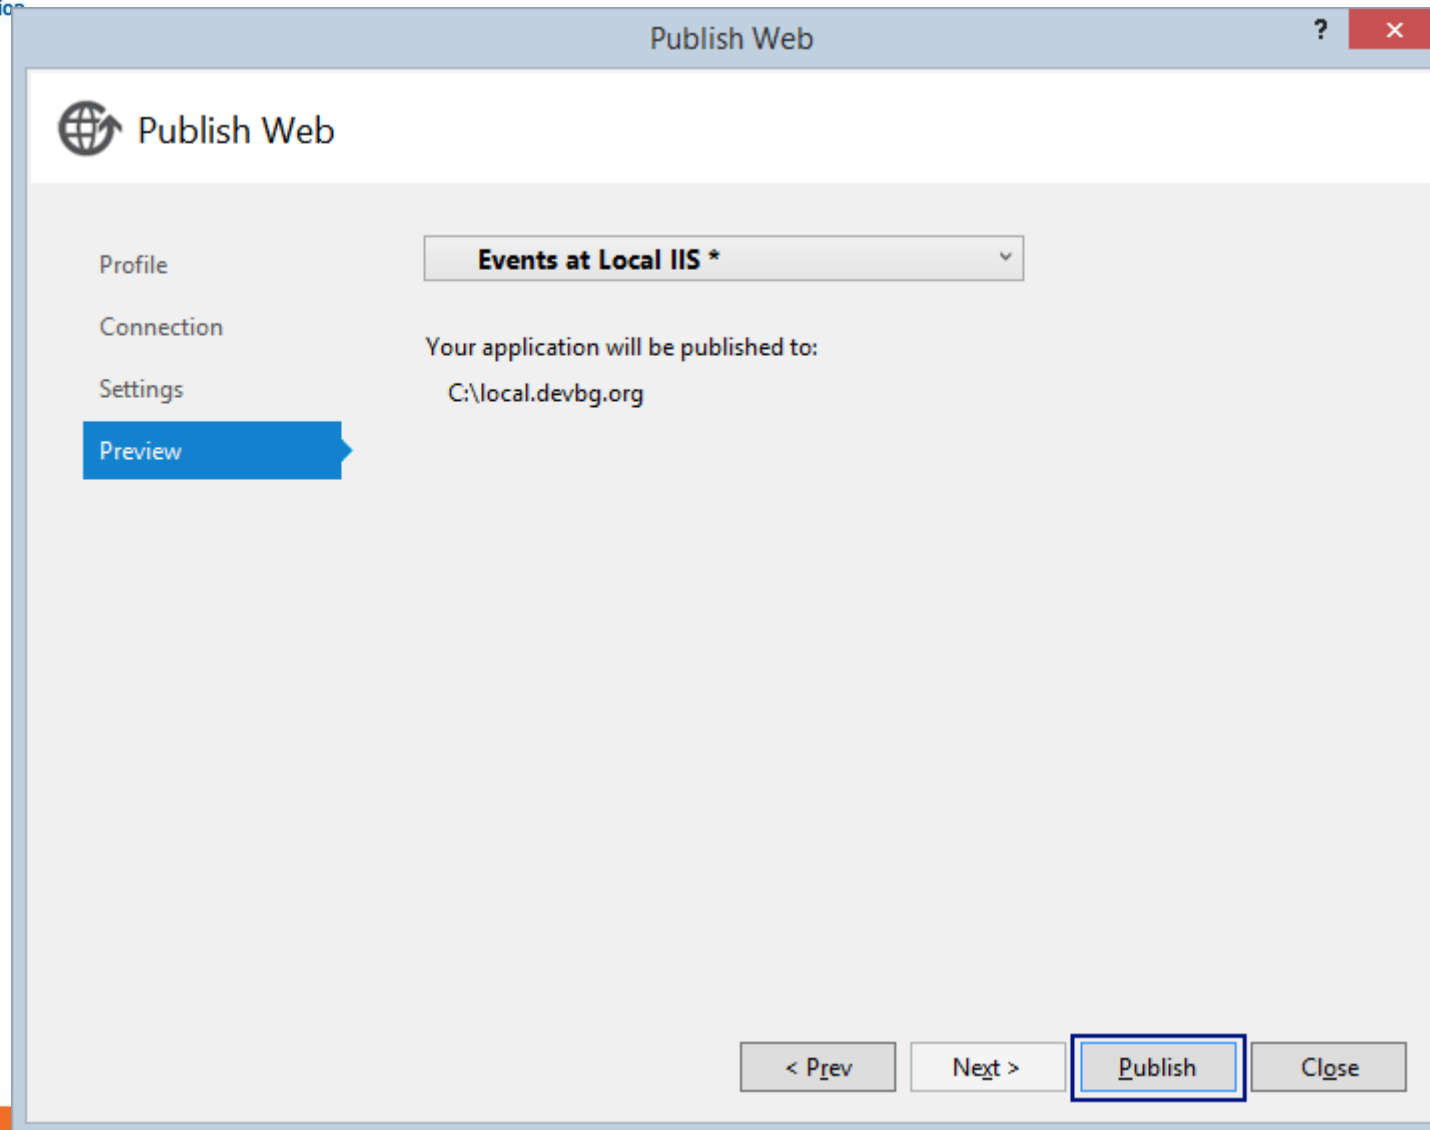 Publish Web
?
Publish Web
Profile
Connection
Settings
Preview
Events at Local IIS *
Your application will be published to:
C:\local.devbg.org
< Prev
Next >
Publish
Close